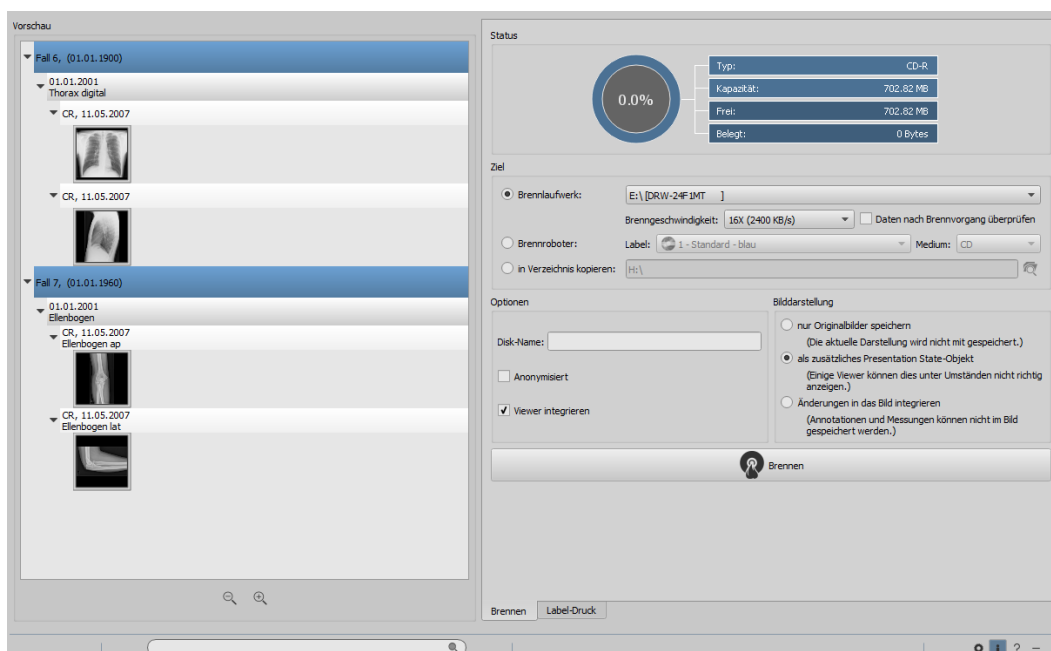 Vorschau
Fall 6, (01.01.1900)
01.01.2001
Thorax digital
CR, 11.05.2007
CR, 11.05.2007
Fall 7, (01.01.1960)
01.01.2001
Ellenbogen
CR, 11.05.2007
Ellenbogen ap
CR, 11.05.2007
Ellenbogen lat
Status
0.0%
Typ: CD-R
Kapazität: 702.82 MB
Frei: 702.82 MB
Belegt: 0 Bytes
Ziel
Brennlaufwerk: E:\ [DRW-24F1MT ]
Brenngeschwindigkeit: 16X (2400 KB/s) Daten nach Brennvorgang überprüfen
Brennroboter: Label: 1 - Standard - blau Medium: CD
in Verzeichnis kopieren: H:\
Optionen
Disk-Name:
Anonymisiert
Viewer integrieren
Bilddarstellung
nur Originalbilder speichern
(Die aktuelle Darstellung wird nicht mit gespeichert.)
als zusätzliches Presentation State-Objekt
(Einige Viewer können dies unter Umständen nicht richtig
anzeigen.)
Änderungen in das Bild integrieren
(Annotationen und Messungen können nicht im Bild
gespeichert werden.)
Brennen
Brennen Label-Druck